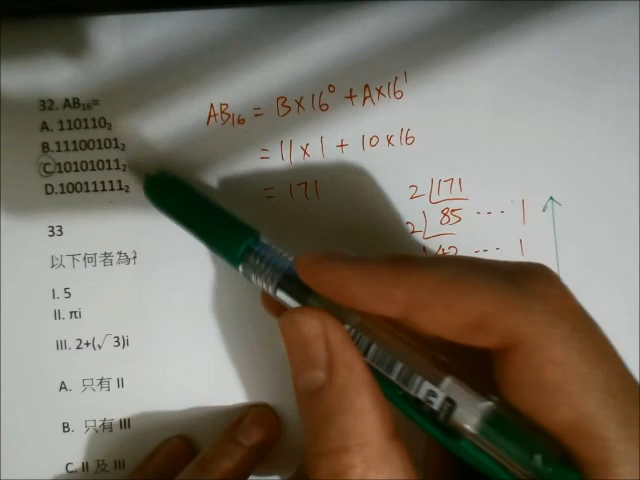 32. AB₁₆=
A. 110110₂
B.11100101₂
C.10101011₂
D.10011111₂
AB₁₆ = B×16⁰ + A×16¹
= 11×1 + 10×16
= 171
2 171
2 85 ---- 1
42 --- 1
33
以下何者為
I. 5
II. πi
III. 2+(√3)i
A. 只有 II
B. 只有 III
C. II 及 III